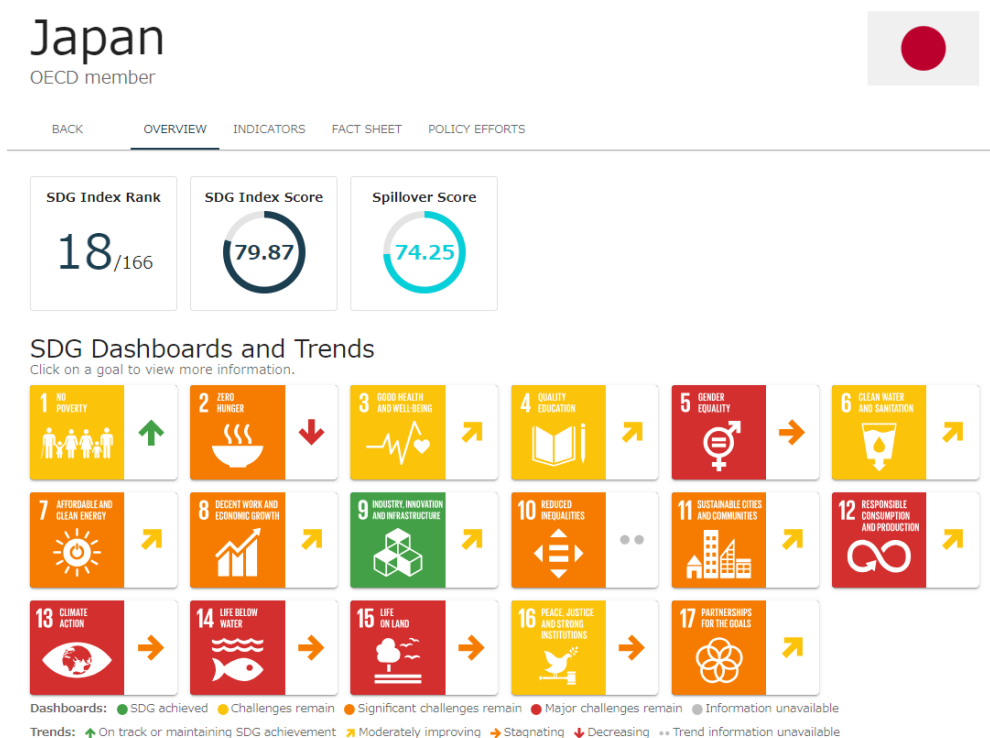 Japan
OECD member
BACK OVERVIEW INDICATORS FACT SHEET POLICY EFFORTS
SDG Index Rank
18/166
SDG Index Score
79.87
Spillover Score
74.25
SDG Dashboards and Trends
Click on a goal to view more information.
1 NO
POVERTY
2 ZERO
HUNGER
3 GOOD HEALTH
AND WELL-BEING
4 QUALITY
EDUCATION
5 GENDER
EQUALITY
6 CLEAN WATER
AND SANITATION
7 AFFORDABLE AND
CLEAN ENERGY
8 DECENT WORK AND
ECONOMIC GROWTH
9 INDUSTRY, INNOVATION
AND INFRASTRUCTURE
10 REDUCED
INEQUALITIES
11 SUSTAINABLE CITIES
AND COMMUNITIES
12 RESPONSIBLE
CONSUMPTION
AND PRODUCTION
13 CLIMATE
ACTION
14 LIFE BELOW
WATER
15 LIFE
ON LAND
16 PEACE, JUSTICE
AND STRONG
INSTITUTIONS
17 PARTNERSHIPS
FOR THE GOALS
Dashboards: SDG achieved Challenges remain Significant challenges remain Major challenges remain Information unavailable
Trends: On track or maintaining SDG achievement Moderately improving Stagnating Decreasing Trend information unavailable